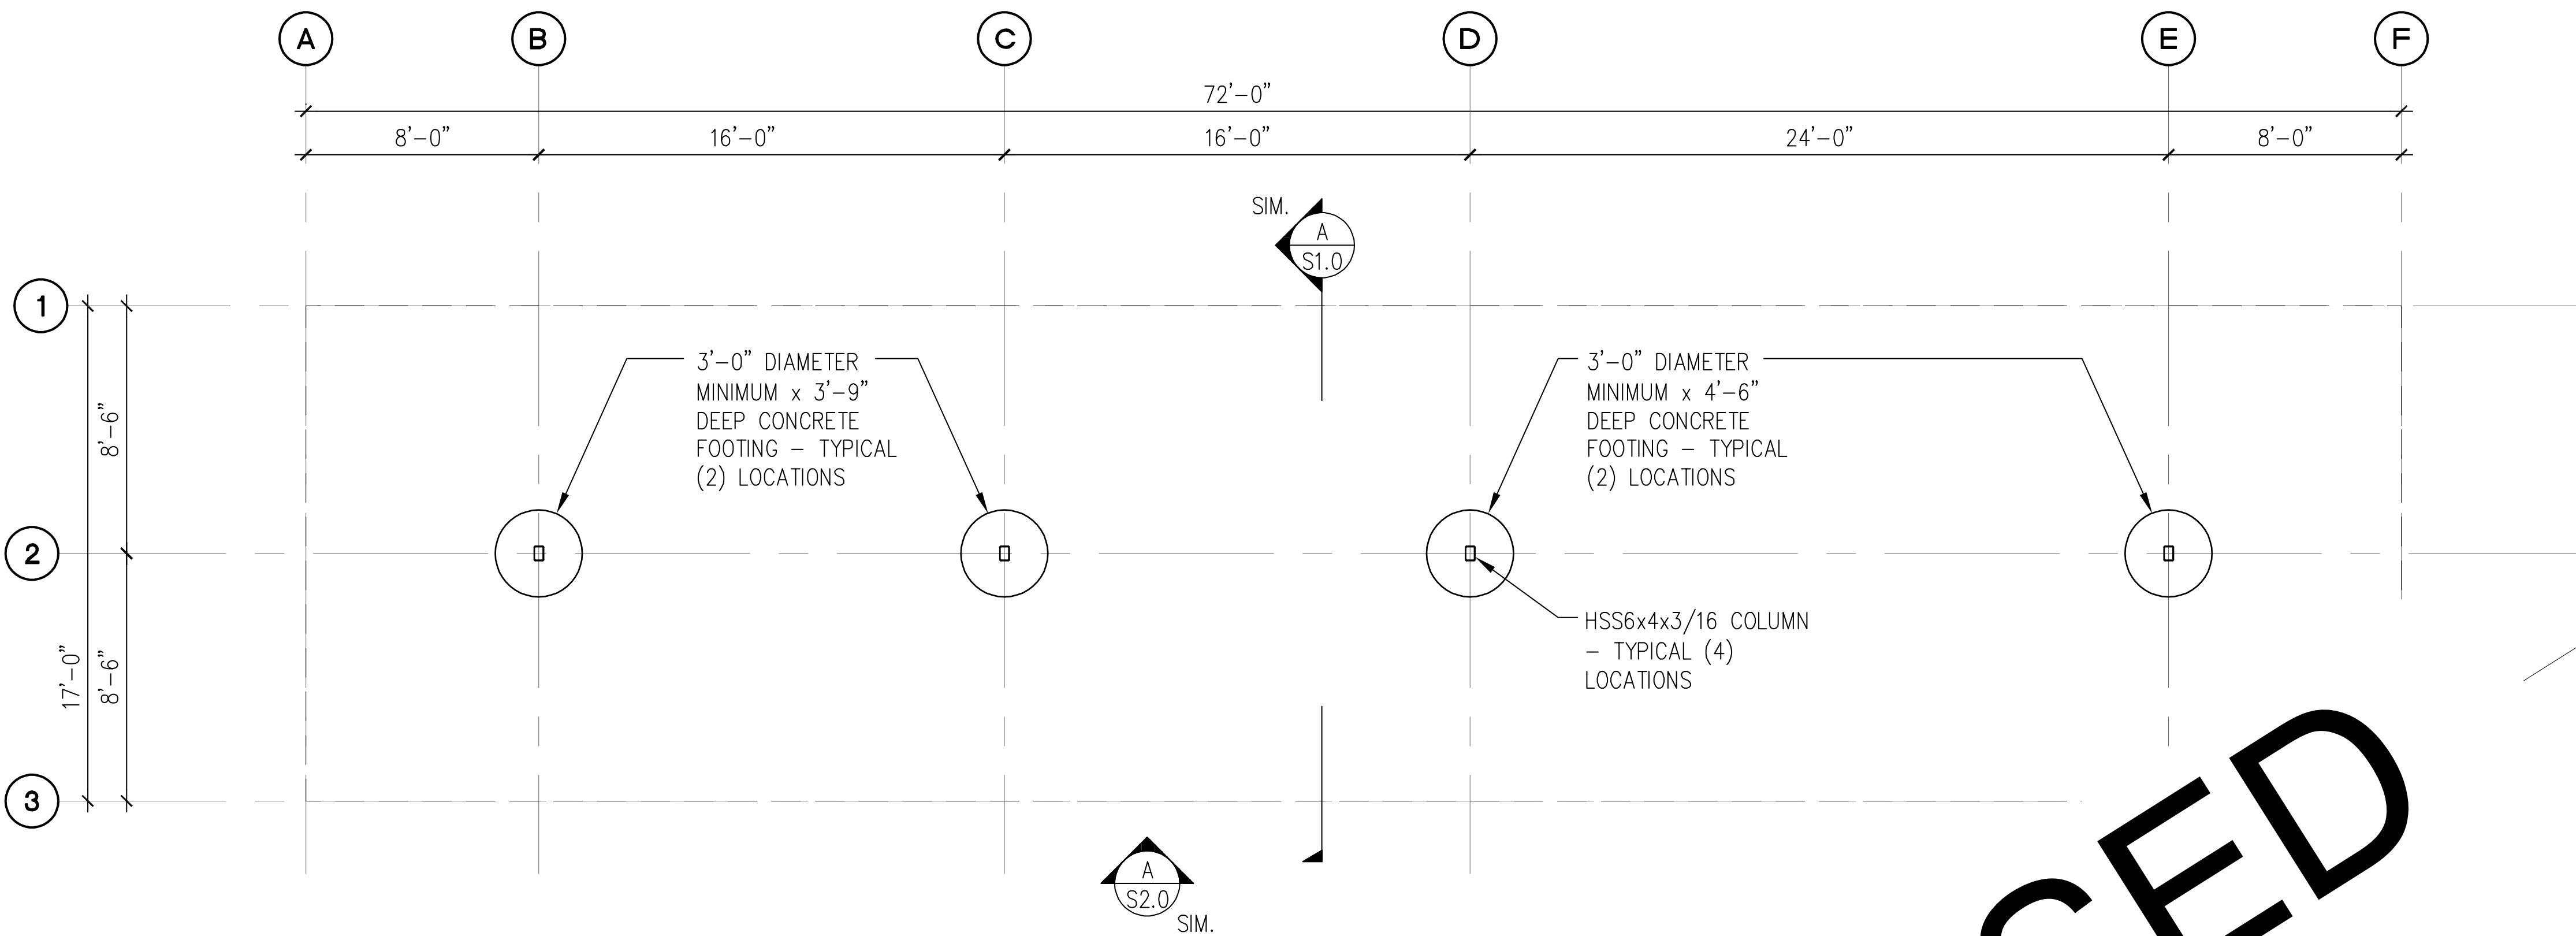 A B C D E F
72'-0"
8'-0" 16'-0" 16'-0" 24'-0" 8'-0"
SIM.
A
S1.0
1
3'-0" DIAMETER
MINIMUM x 3'-9"
DEEP CONCRETE
FOOTING - TYPICAL
(2) LOCATIONS
3'-0" DIAMETER
MINIMUM x 4'-6"
DEEP CONCRETE
FOOTING - TYPICAL
(2) LOCATIONS
8'-6"
2
HSS6x4x3/16 COLUMN
- TYPICAL (4)
LOCATIONS
17'-0"
8'-6"
3
A
S2.0
SIM.
CED